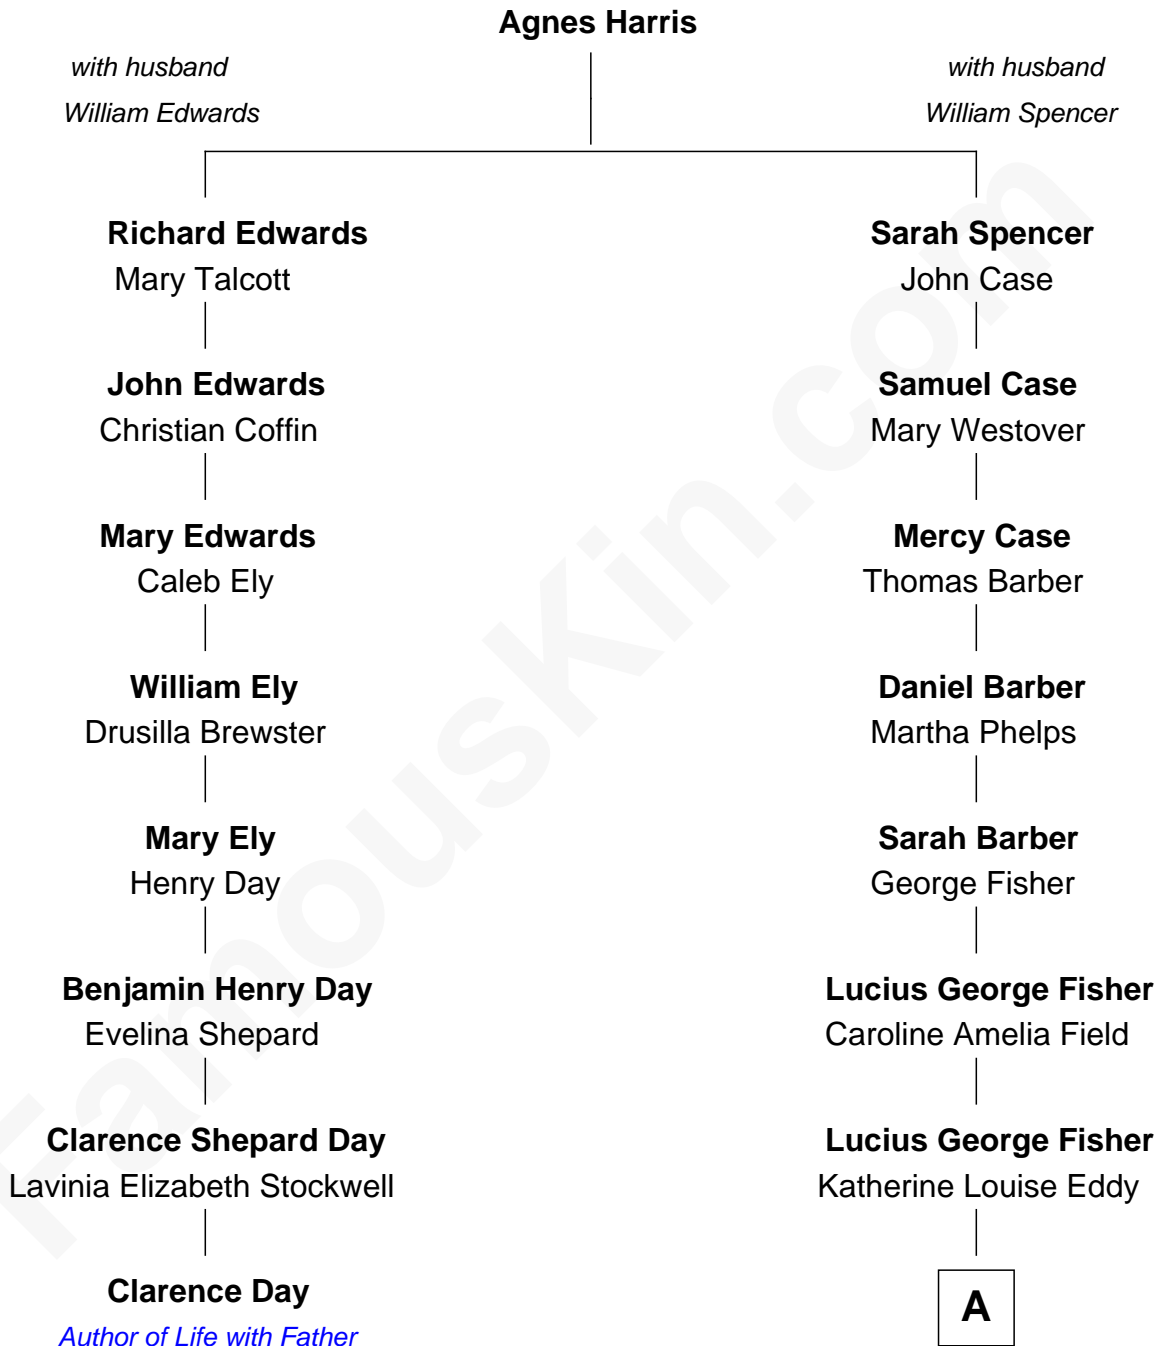 Agnes Harris
with husband
William Edwards
with husband
William Spencer
Richard Edwards
Mary Talcott
Sarah Spencer
John Case
John Edwards
Christian Coffin
Samuel Case
Mary Westover
Mary Edwards
Caleb Ely
Mercy Case
Thomas Barber
William Ely
Drusilla Brewster
Daniel Barber
Martha Phelps
Mary Ely
Henry Day
Sarah Barber
George Fisher
Benjamin Henry Day
Evelina Shepard
Lucius George Fisher
Caroline Amelia Field
Clarence Shepard Day
Lavinia Elizabeth Stockwell
Lucius George Fisher
Katherine Louise Eddy
Clarence Day
Author of Life with Father
A
FamousKin.com